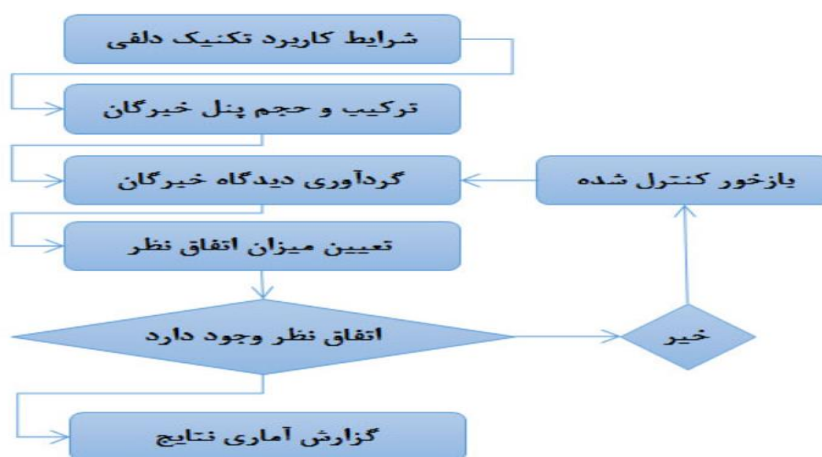 شرایط کاربرد تکنیک دلفی
ترکیب و حجم پنل خبرگان
گردآوری دیدگاه خبرگان
بازخور کنترل شده
تعیین میزان اتفاق نظر
اتفاق نظر وجود دارد
خیر
گزارش آماری نتایج